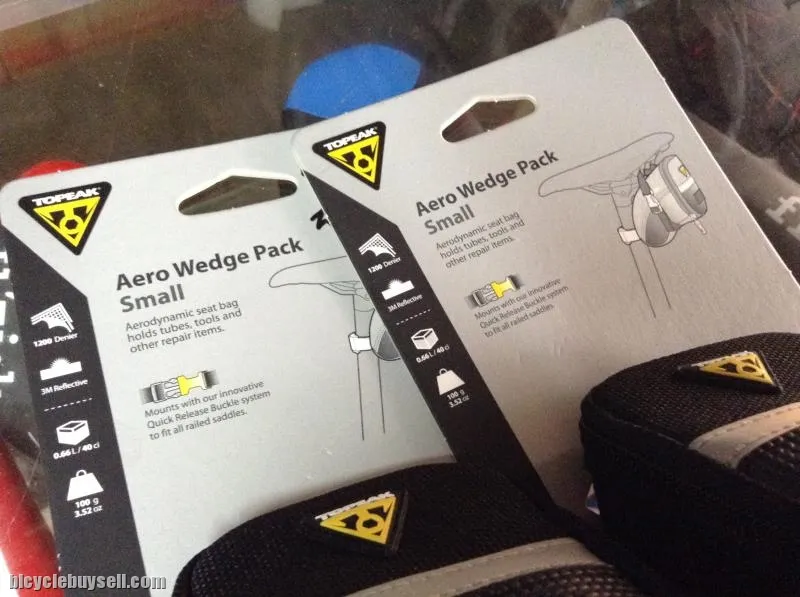 TOPEAK
Aero Wedge Pack
Small
Aerodynamic seat bag
holds tubes, tools and
other repair items.
Mounts with our innovative
Quick Release Buckle system
to fit all railed saddles.
1200 Denier
3M Reflective
0.66 L / 40 ci
100 g
3.52 oz
TOPEAK
Aero Wedge Pack
Small
Aerodynamic seat bag
holds tubes, tools and
other repair items.
Mounts with our innovative
Quick Release Buckle system
to fit all railed saddles.
1200 Denier
3M Reflective
0.66 L / 40 ci
100 g
3.52 oz
TOPEAK
bicyclebuysell.com